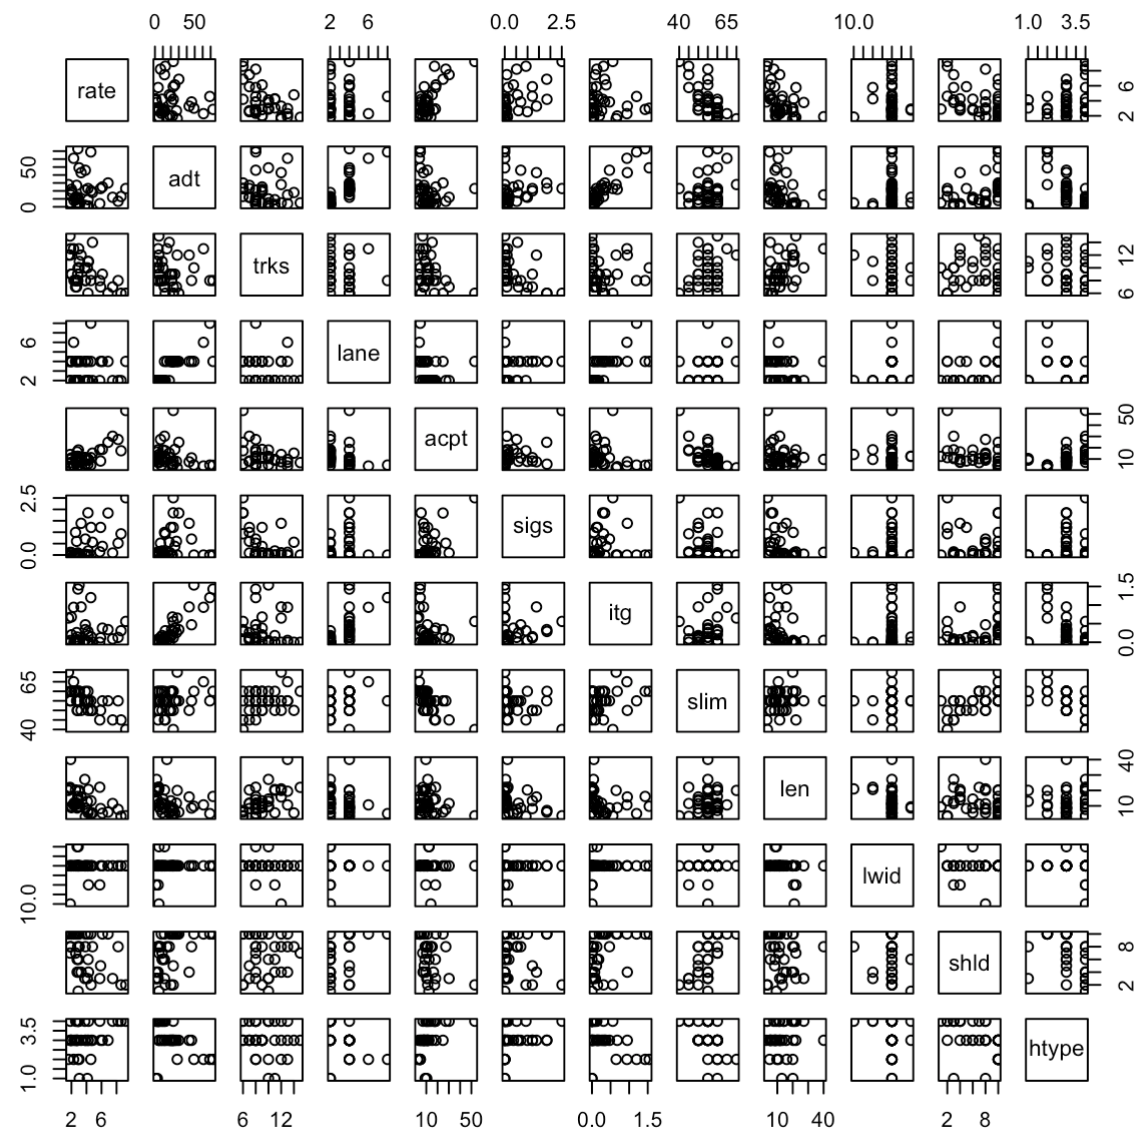 0 50 2 6 0.0 2.5 40 65 10.0 1.0 3.5
rate 2 6
0 50 adt
trks 6 12
2 6 lane
acpt 10 50
0.0 2.5 sigs
itg 0.0 1.5
40 65 slim
len 10 40
10.0 lwid
shld 2 8
1.0 3.5 htype
2 6 6 12 10 50 0.0 1.5 10 40 2 8